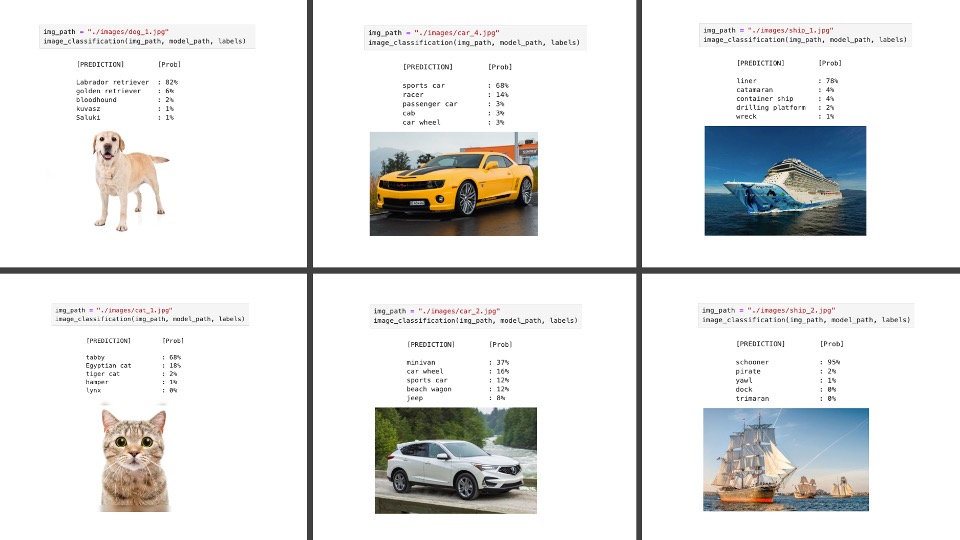 img_path = "./images/dog_1.jpg"
image_classification(img_path, model_path, labels)
[PREDICTION] [Prob]
Labrador retriever : 82%
golden retriever : 6%
bloodhound : 2%
kuvasz : 1%
Saluki : 1%
img_path = "./images/car_4.jpg"
image_classification(img_path, model_path, labels)
[PREDICTION] [Prob]
sports car : 68%
racer : 14%
passenger car : 3%
cab : 3%
car wheel : 3%
img_path = "./images/ship_1.jpg"
image_classification(img_path, model_path, labels)
[PREDICTION] [Prob]
liner : 78%
catamaran : 4%
container ship : 4%
drilling platform : 2%
wreck : 1%
img_path = "./images/cat_1.jpg"
image_classification(img_path, model_path, labels)
[PREDICTION] [Prob]
tabby : 68%
Egyptian cat : 18%
tiger cat : 2%
hamper : 1%
lynx : 0%
img_path = "./images/car_2.jpg"
image_classification(img_path, model_path, labels)
[PREDICTION] [Prob]
minivan : 37%
car wheel : 16%
sports car : 12%
beach wagon : 12%
jeep : 8%
img_path = "./images/ship_2.jpg"
image_classification(img_path, model_path, labels)
[PREDICTION] [Prob]
schooner : 95%
pirate : 2%
yawl : 1%
dock : 0%
trimaran : 0%